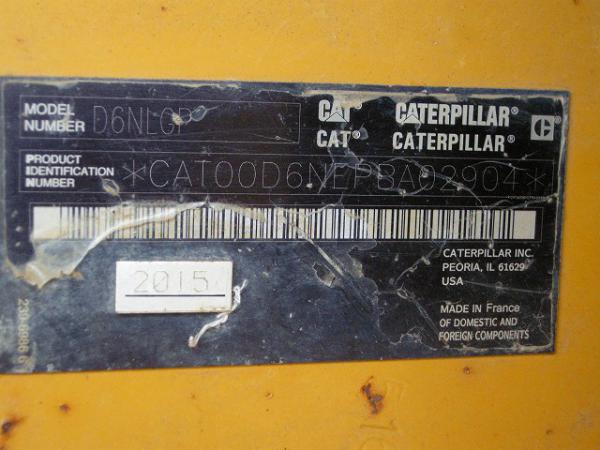 MODEL NUMBER D6NLGP
CAT CATERPILLAR
CAT® CATERPILLAR®
PRODUCT IDENTIFICATION NUMBER
CATERPILLAR INC.
PEORIA, IL 61629
USA
2015
MADE IN France
OF DOMESTIC AND
FOREIGN COMPONENTS